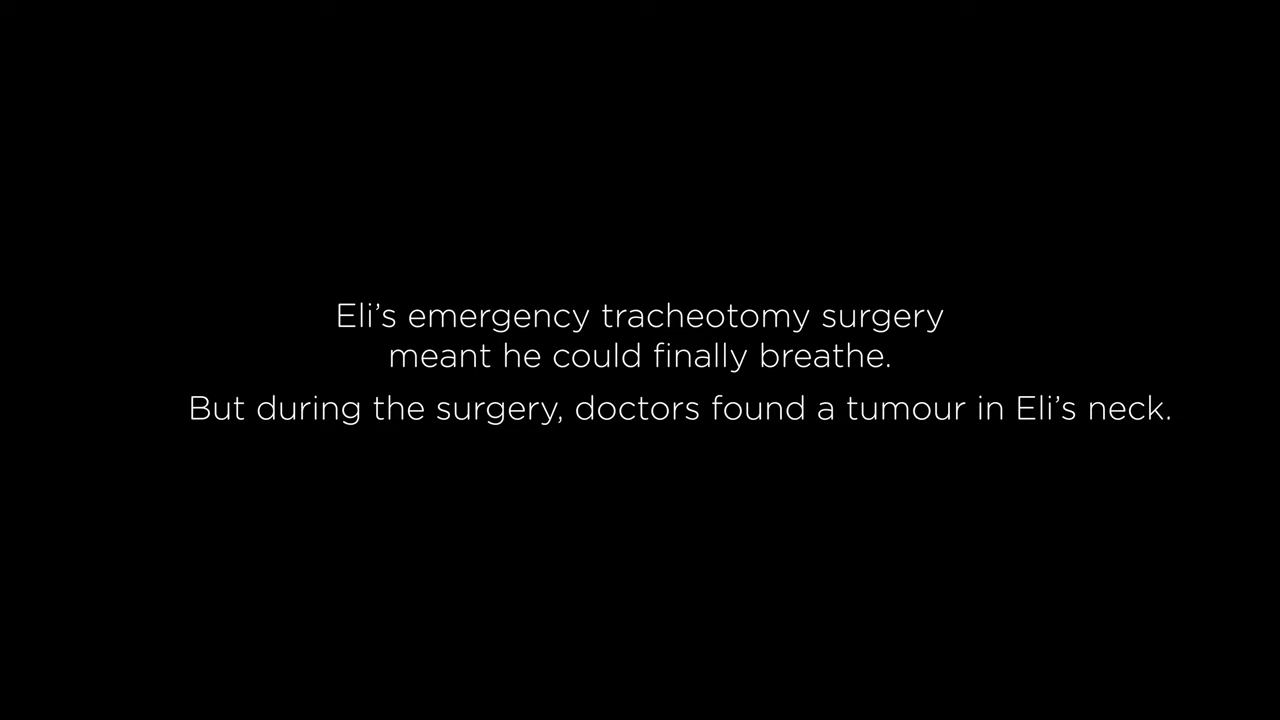 Eli’s emergency tracheotomy surgery
meant he could finally breathe.
But during the surgery, doctors found a tumour in Eli’s neck.